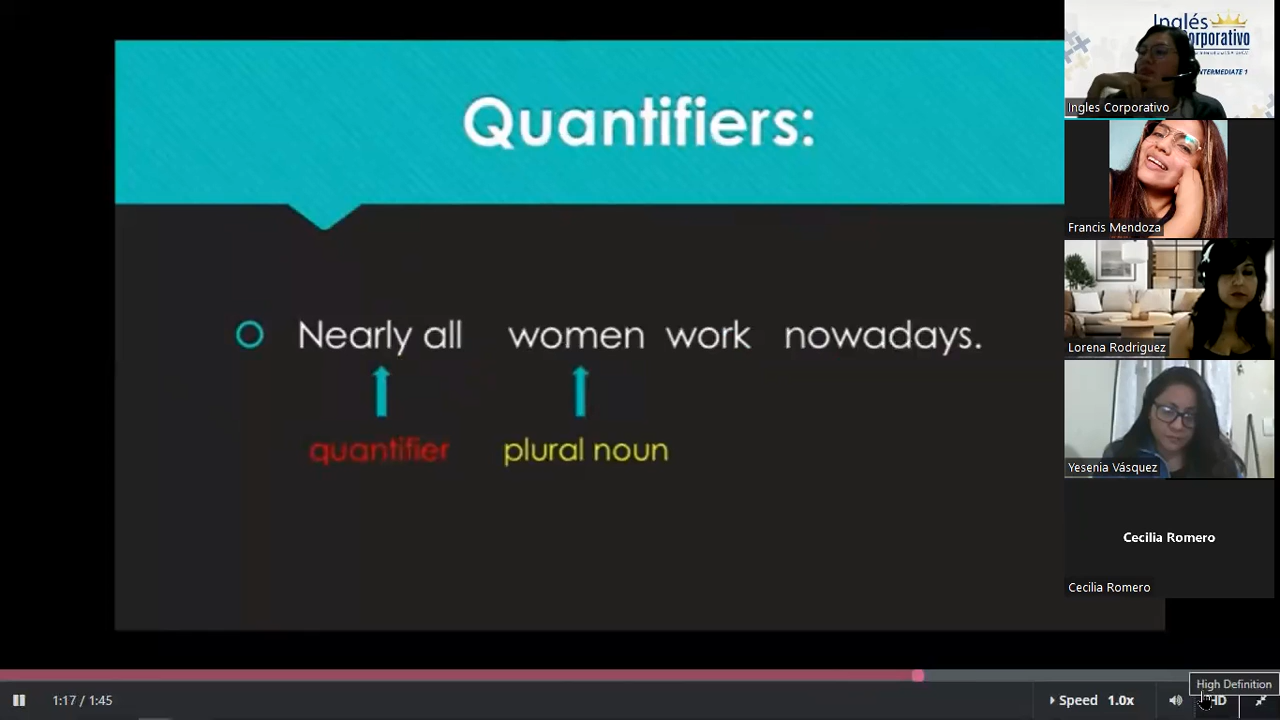 Quantifiers:
Nearly all women work nowadays.
quantifier plural noun
Inglés
Corporativo
INTERMEDIATE 1
Ingles Corporativo
Francis Mendoza
Lorena Rodriguez
Yesenia Vásquez
Cecilia Romero
Cecilia Romero
High Definition
1:17 / 1:45
Speed 1.0x
HD